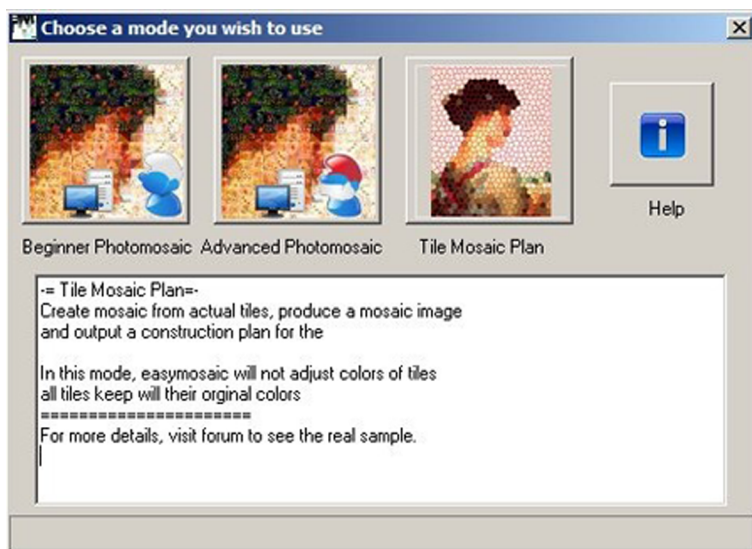 Choose a mode you wish to use
Beginner Photomosaic
Advanced Photomosaic
Tile Mosaic Plan
Help
-= Tile Mosaic Plan=-
Create mosaic from actual tiles, produce a mosaic image
and output a construction plan for the
In this mode, easymosaic will not adjust colors of tiles
all tiles keep will their orginal colors
======================
For more details, visit forum to see the real sample.